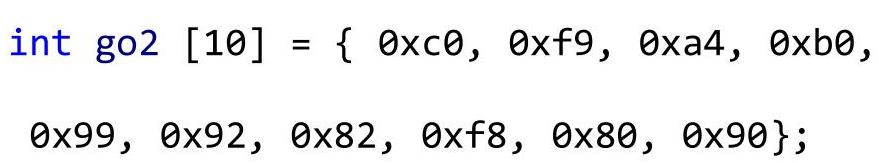 int go2 [10] = { 0xc0, 0xf9, 0xa4, 0xb0,
0x99, 0x92, 0x82, 0xf8, 0x80, 0x90};